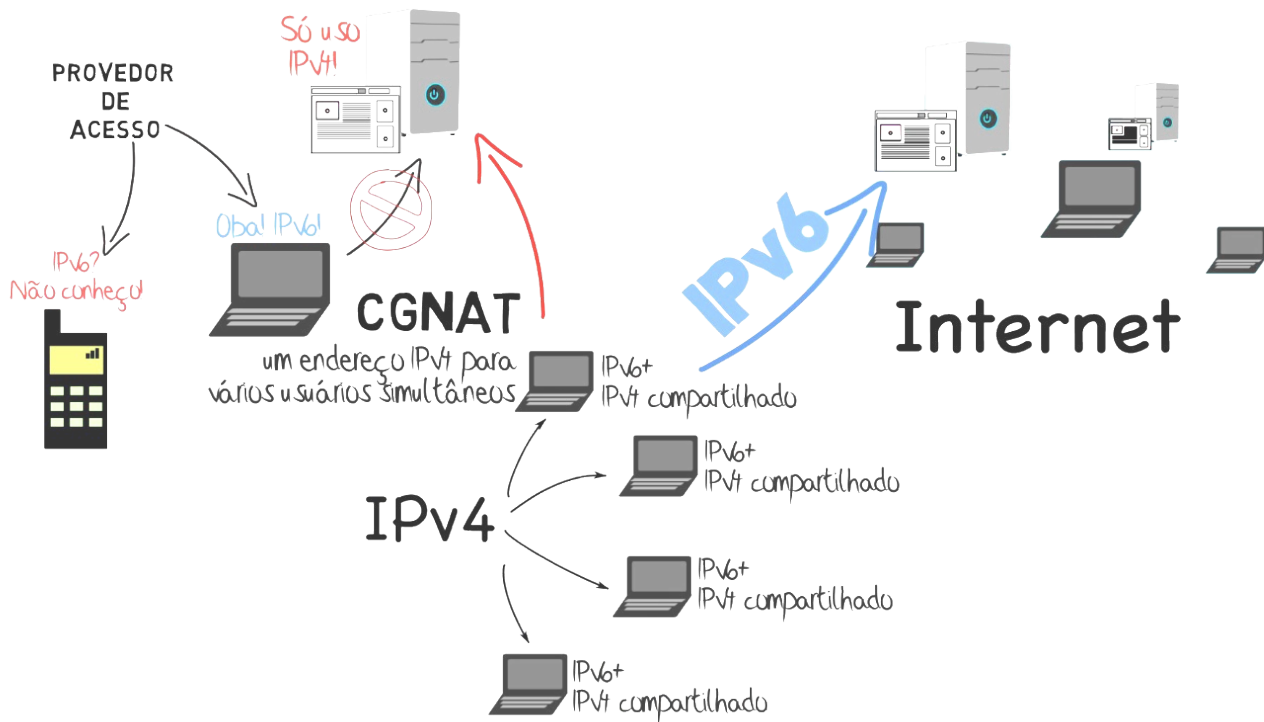 Só uso
IPv4!
PROVEDOR
DE
ACESSO
Oba! IPv6!
IPv6?
Não conheço!
CGNAT
um endereço IPv4 para
vários usuários simultâneos
IPv6+
IPv4 compartilhado
IPv6
Internet
IPv4
IPv6+
IPv4 compartilhado
IPv6+
IPv4 compartilhado
IPv6+
IPv4 compartilhado